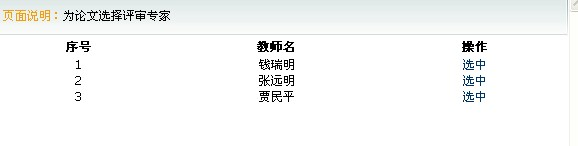 页面说明：为论文选择评审专家
序号 教师名 操作
1 钱瑞明 选中
2 张远明 选中
3 贾民平 选中